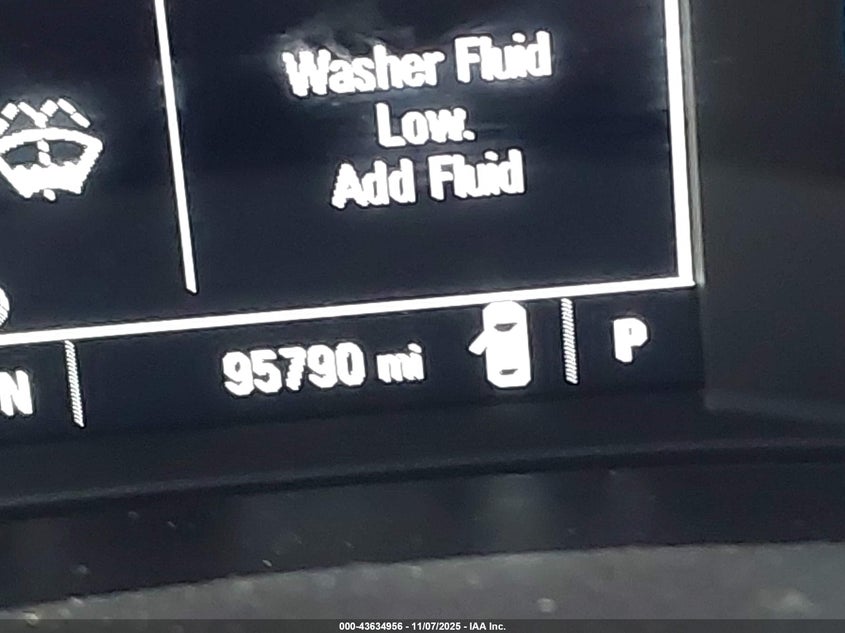 Washer Fluid
Low.
Add Fluid
N
95790 mi
P
000-43634956 - 11/07/2025 - IAA Inc.